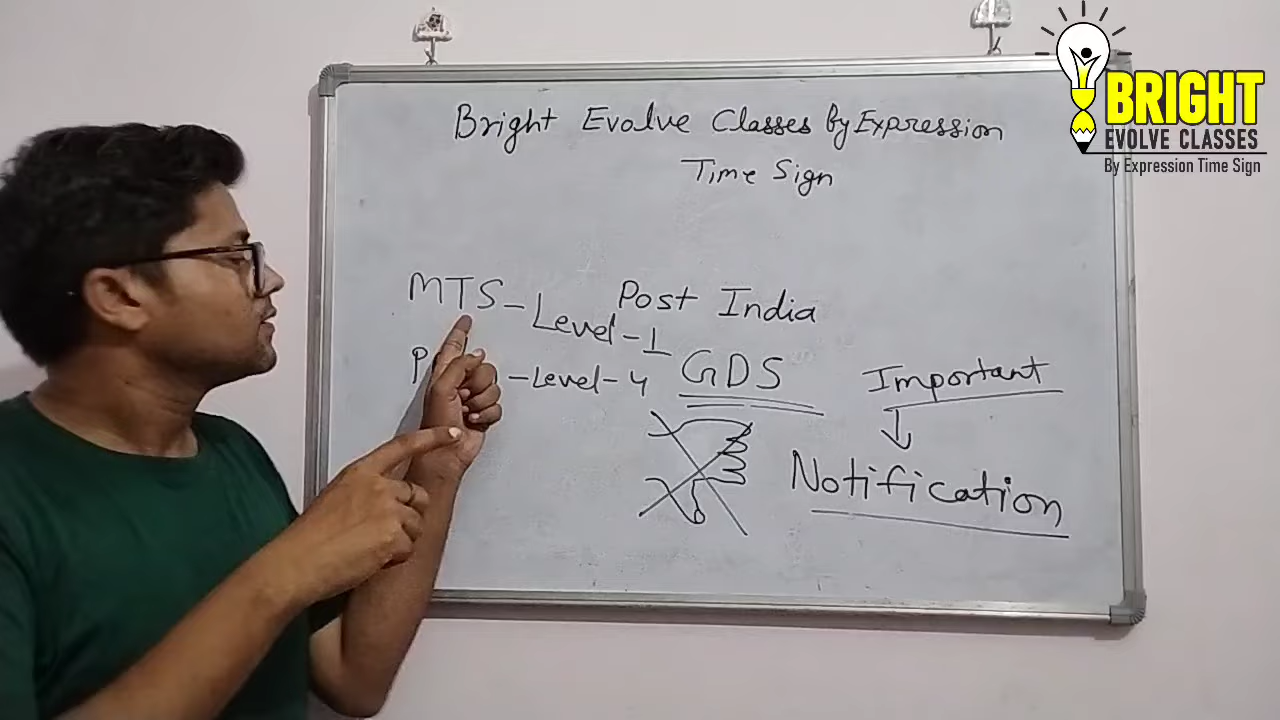 Bright Evolve Classes By Expression
Time Sign
MTS - Level - 1
Post India
- Level - 4
GDS
Important
Notification
BRIGHT
EVOLVE CLASSES
By Expression Time Sign